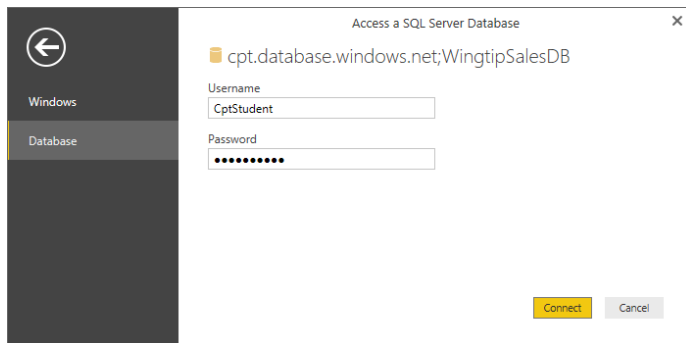 Access a SQL Server Database
cpt.database.windows.net;WingtipSalesDB
Windows
Database
Username
CptStudent
Password
••••••••••
Connect Cancel